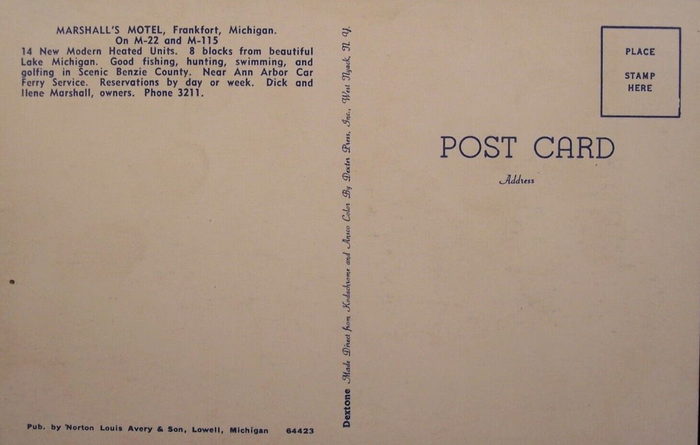 MARSHALL'S MOTEL, Frankfort, Michigan.
On M-22 and M-115
14 New Modern Heated Units. 8 blocks from beautiful
Lake Michigan. Good fishing, hunting, swimming, and
golfing in Scenic Benzie County. Near Ann Arbor Car
Ferry Service. Reservations by day or week. Dick and
Ilene Marshall, owners. Phone 3211.
Pub. by Norton Louis Avery & Son, Lowell, Michigan 64423
Dextone Made Direct from Kodachrome and Ansco Color By Dexter Press, Inc., West Nyack, N. Y.
PLACE
STAMP
HERE
POST CARD
Address